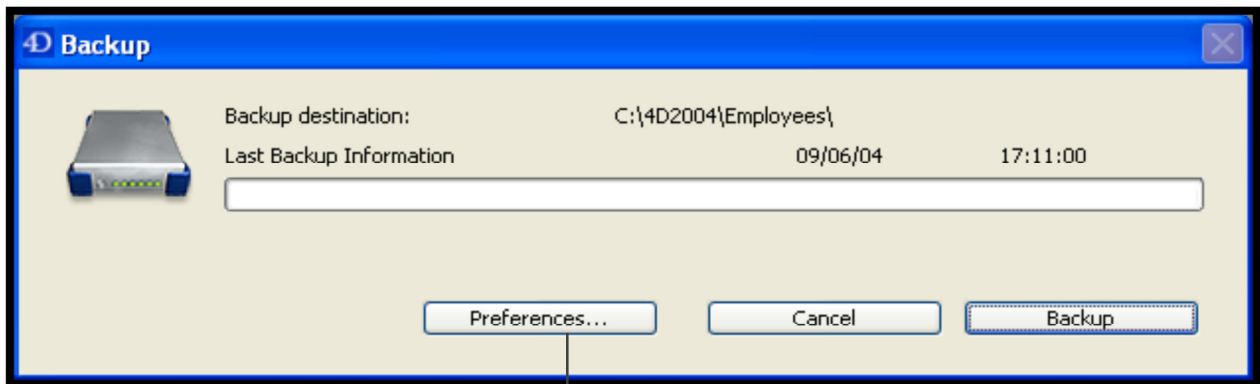 4D Backup
Backup destination: C:\4D2004\Employees\
Last Backup Information 09/06/04 17:11:00
Preferences... Cancel Backup